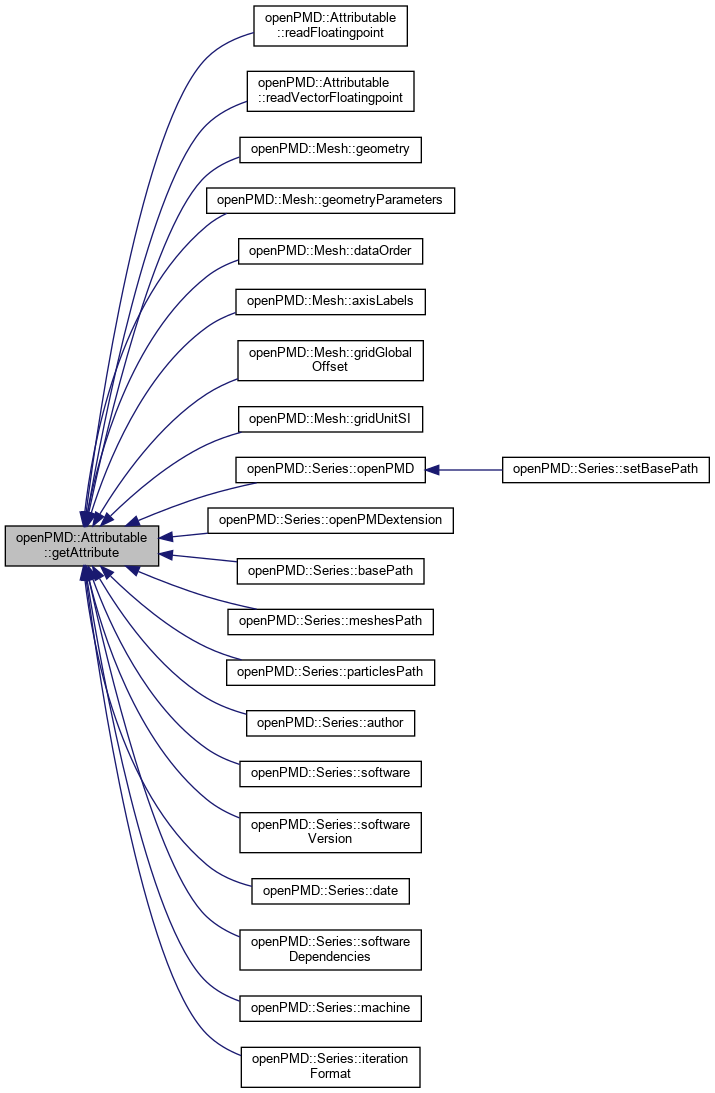 openPMD::Attributable
::readFloatingpoint
openPMD::Attributable
::readVectorFloatingpoint
openPMD::Mesh::geometry
openPMD::Mesh::geometryParameters
openPMD::Mesh::dataOrder
openPMD::Mesh::axisLabels
openPMD::Mesh::gridGlobal
Offset
openPMD::Mesh::gridUnitSI
openPMD::Series::openPMD
openPMD::Series::setBasePath
openPMD::Series::openPMDextension
openPMD::Attributable
::getAttribute
openPMD::Series::basePath
openPMD::Series::meshesPath
openPMD::Series::particlesPath
openPMD::Series::author
openPMD::Series::software
openPMD::Series::software
Version
openPMD::Series::date
openPMD::Series::software
Dependencies
openPMD::Series::machine
openPMD::Series::iteration
Format